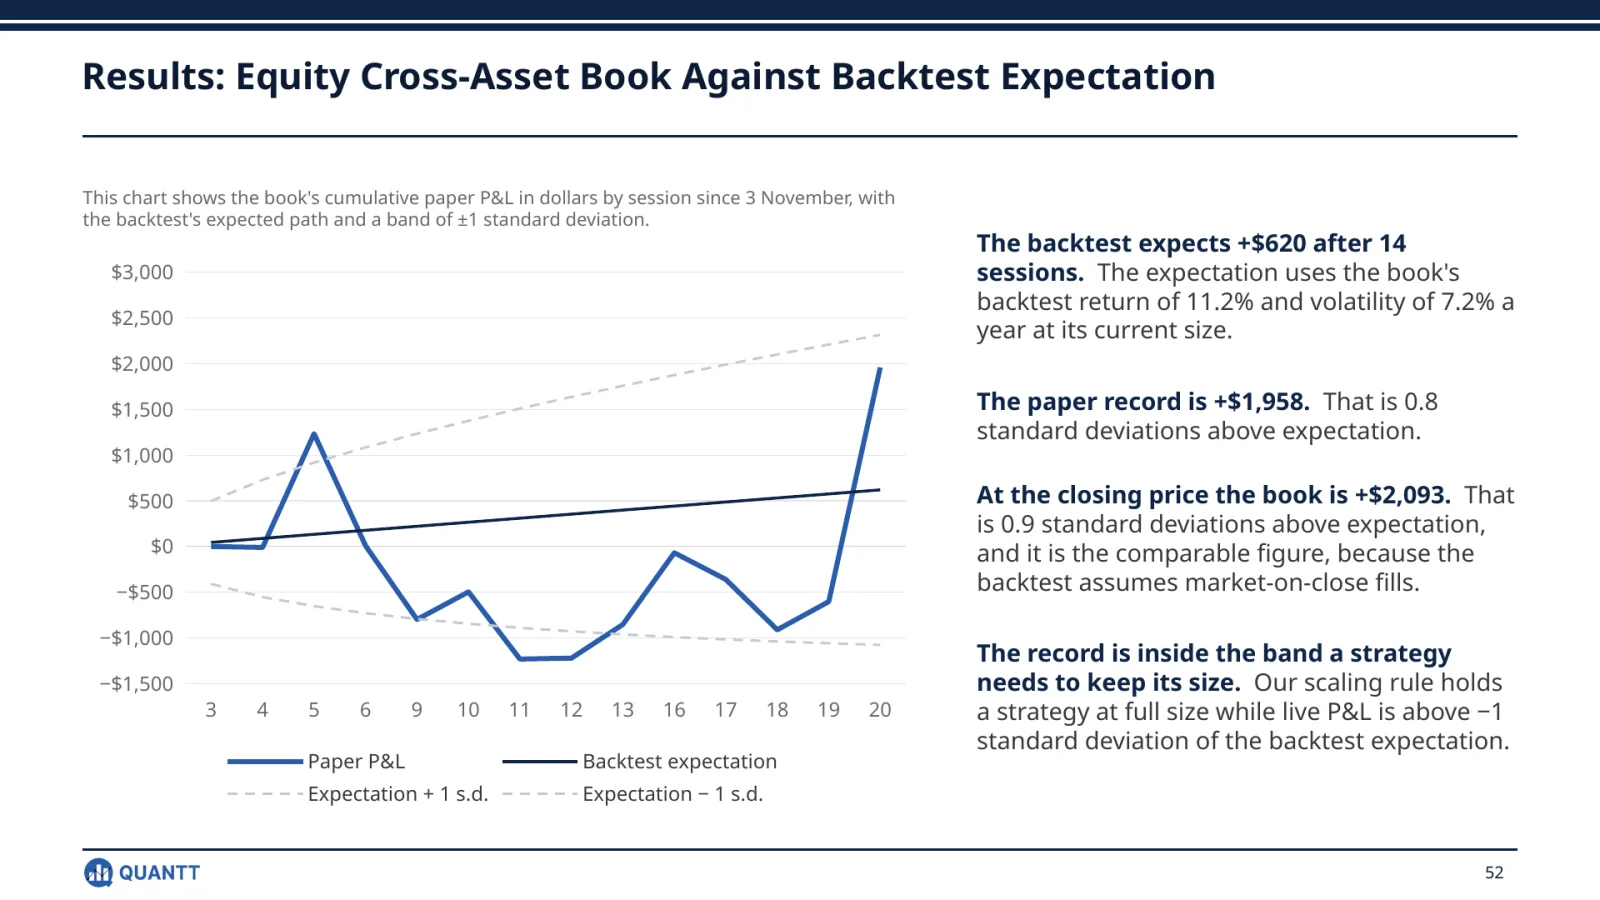 Results: Equity Cross-Asset Book Against Backtest Expectation
This chart shows the book's cumulative paper P&L in dollars by session since 3 November, with
the backtest's expected path and a band of ±1 standard deviation.
$3,000
$2,500
$2,000
$1,500
$1,000
$500
$0
−$500
−$1,000
−$1,500
3 4 5 6 9 10 11 12 13 16 17 18 19 20
Paper P&L
Backtest expectation
Expectation + 1 s.d.
Expectation − 1 s.d.
The backtest expects +$620 after 14
sessions. The expectation uses the book's
backtest return of 11.2% and volatility of 7.2% a
year at its current size.
The paper record is +$1,958. That is 0.8
standard deviations above expectation.
At the closing price the book is +$2,093. That
is 0.9 standard deviations above expectation,
and it is the comparable figure, because the
backtest assumes market-on-close fills.
The record is inside the band a strategy
needs to keep its size. Our scaling rule holds
a strategy at full size while live P&L is above −1
standard deviation of the backtest expectation.
QUANTT
52